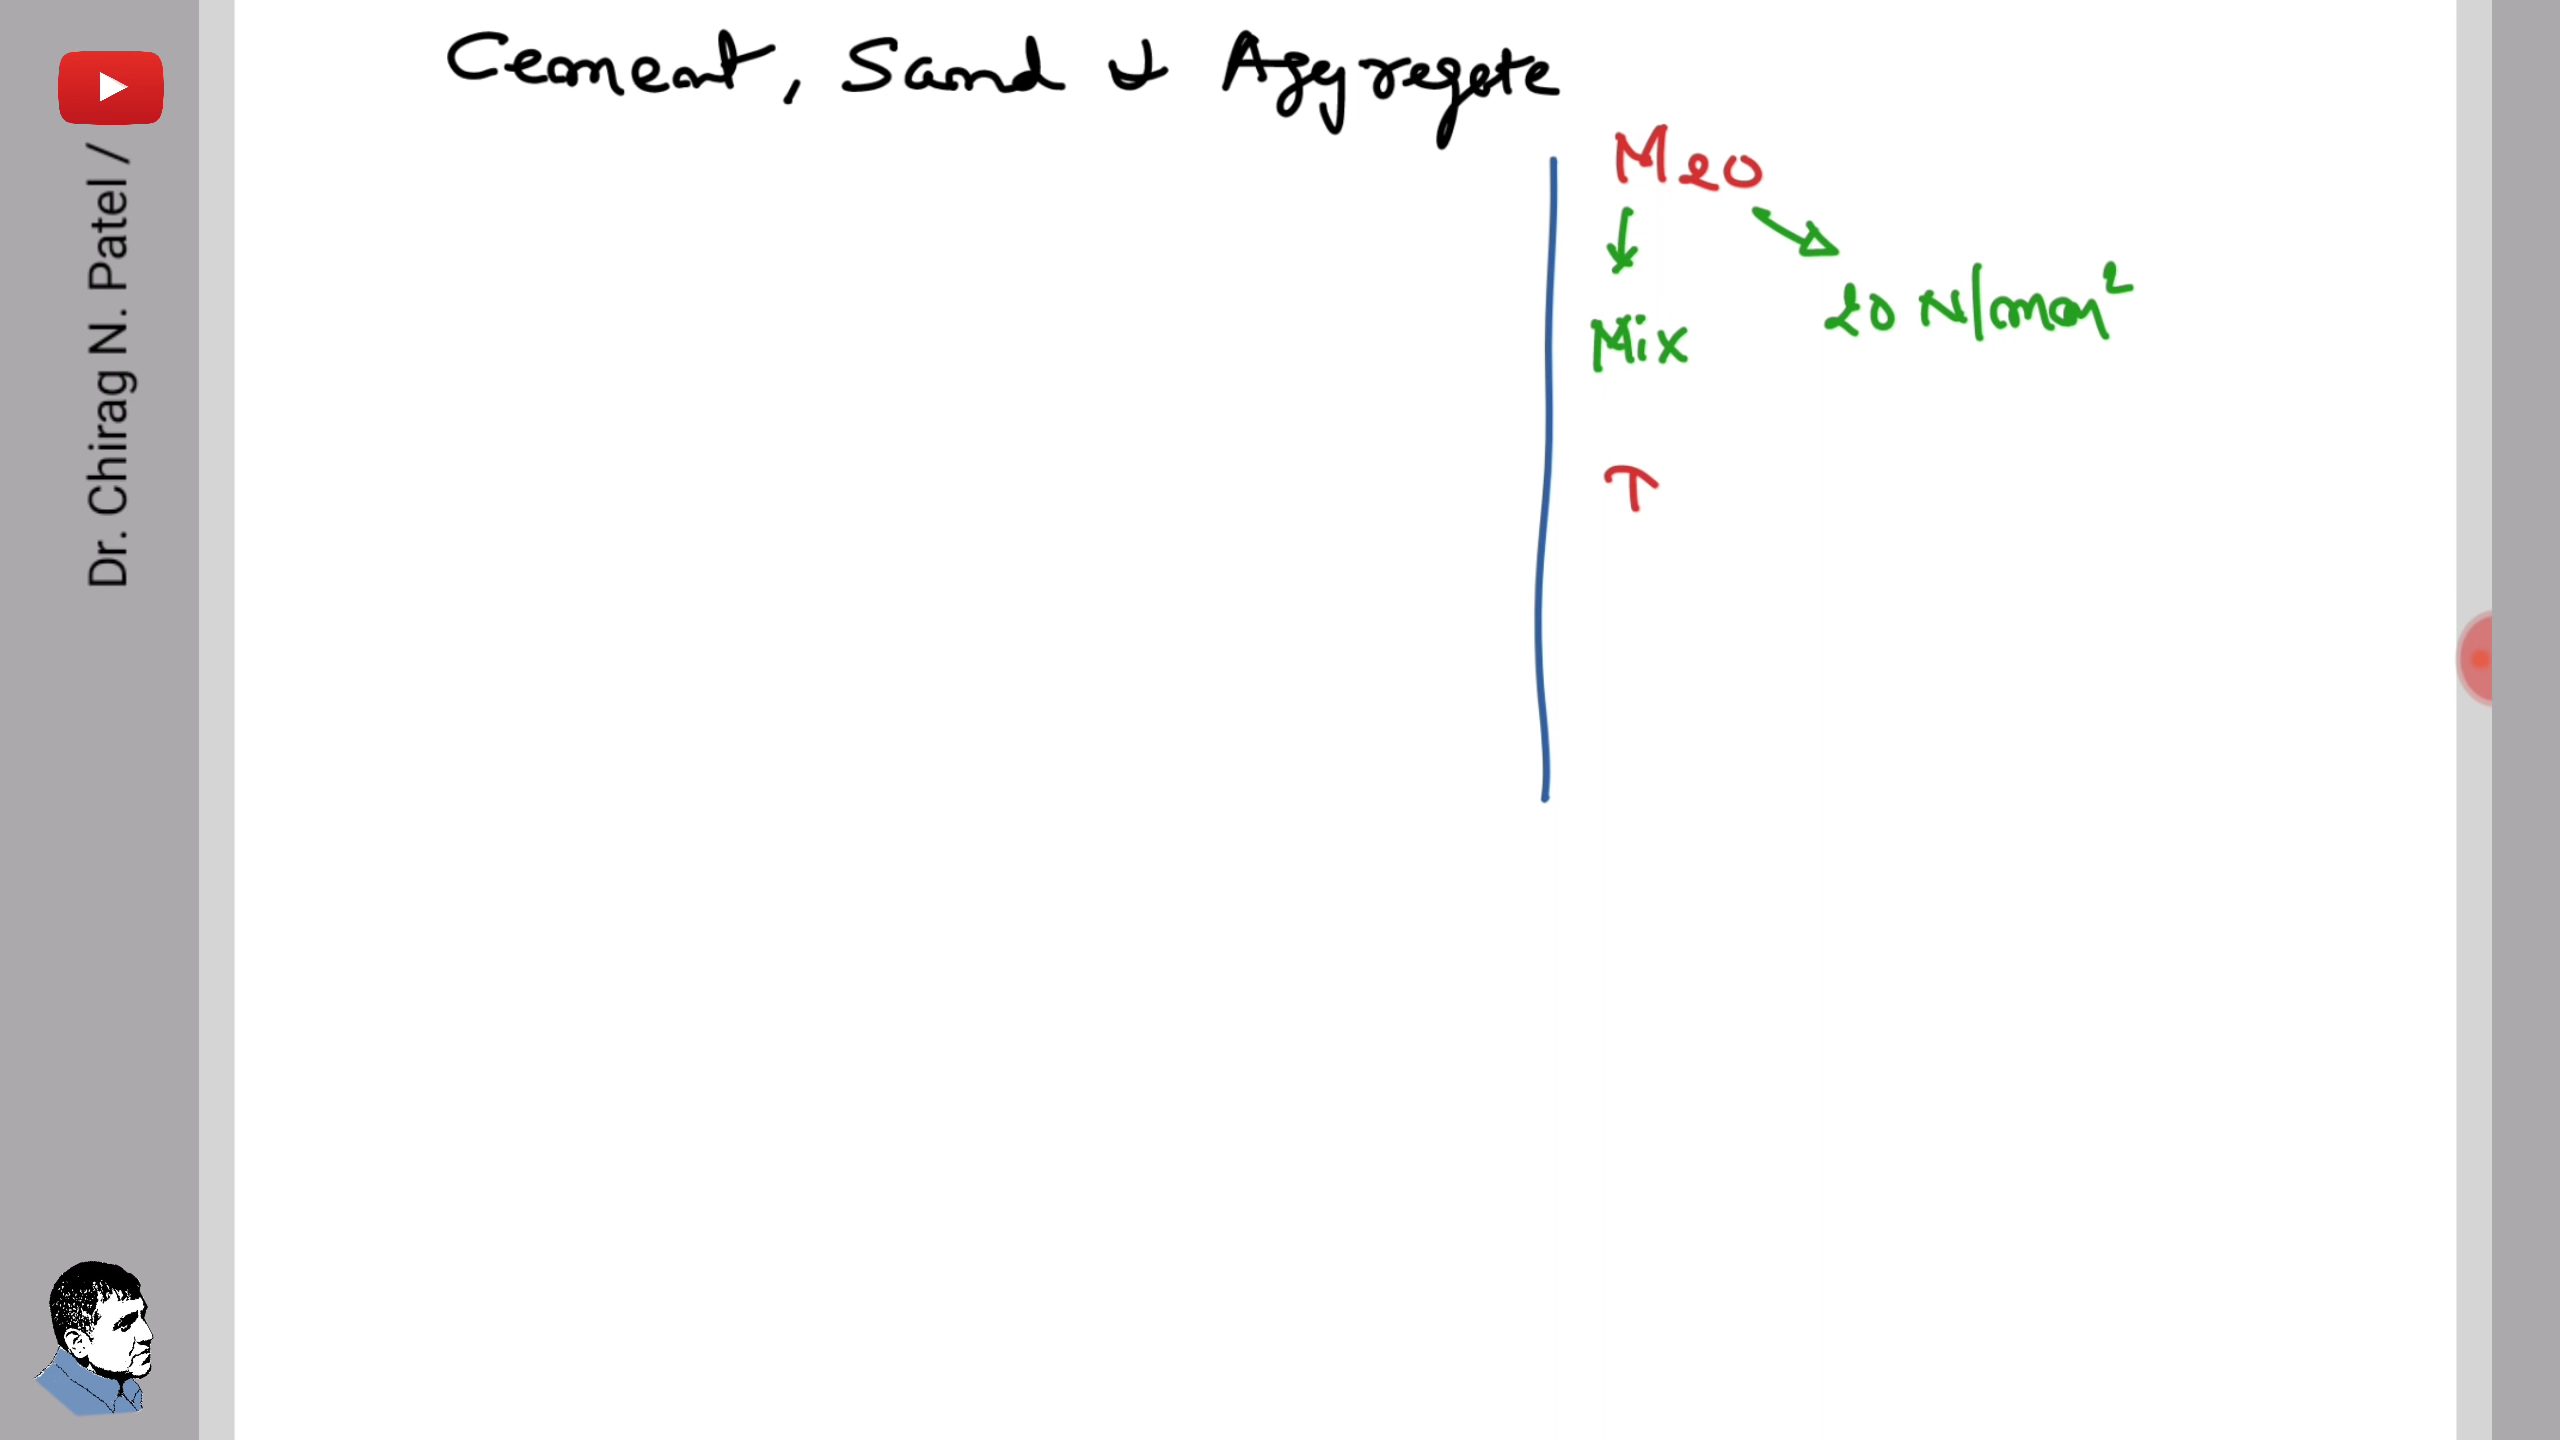 Cement, Sand & Aggregate
M20
Mix
20 N/mm²
T
Dr. Chirag N. Patel /